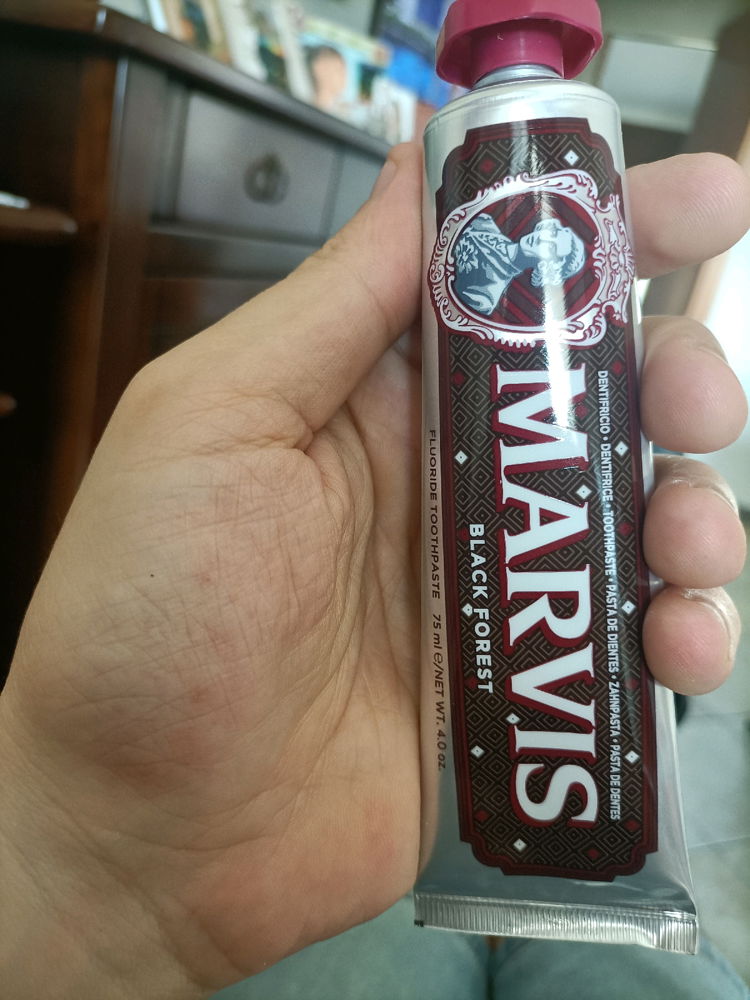 DENTIFRICIO • DENTIFRICE • TOOTHPASTE • PASTA DE DIENTES • ZAHNPASTA • PASTA DE DENTES
MARVIS
BLACK FOREST
FLUORIDE TOOTHPASTE 75 ml ℮/NET WT. 4.0 oz.